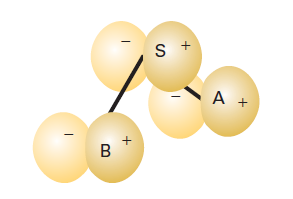 − S +
− A +
− B +